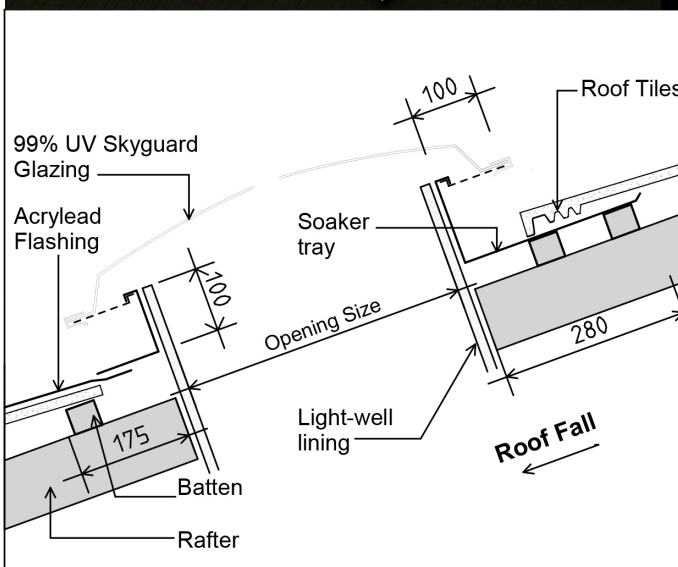 100
Roof Tiles
99% UV Skyguard
Glazing
Acrylead
Flashing
Soaker
tray
100
Opening Size
280
Light-well
lining
Roof Fall
175
Batten
Rafter